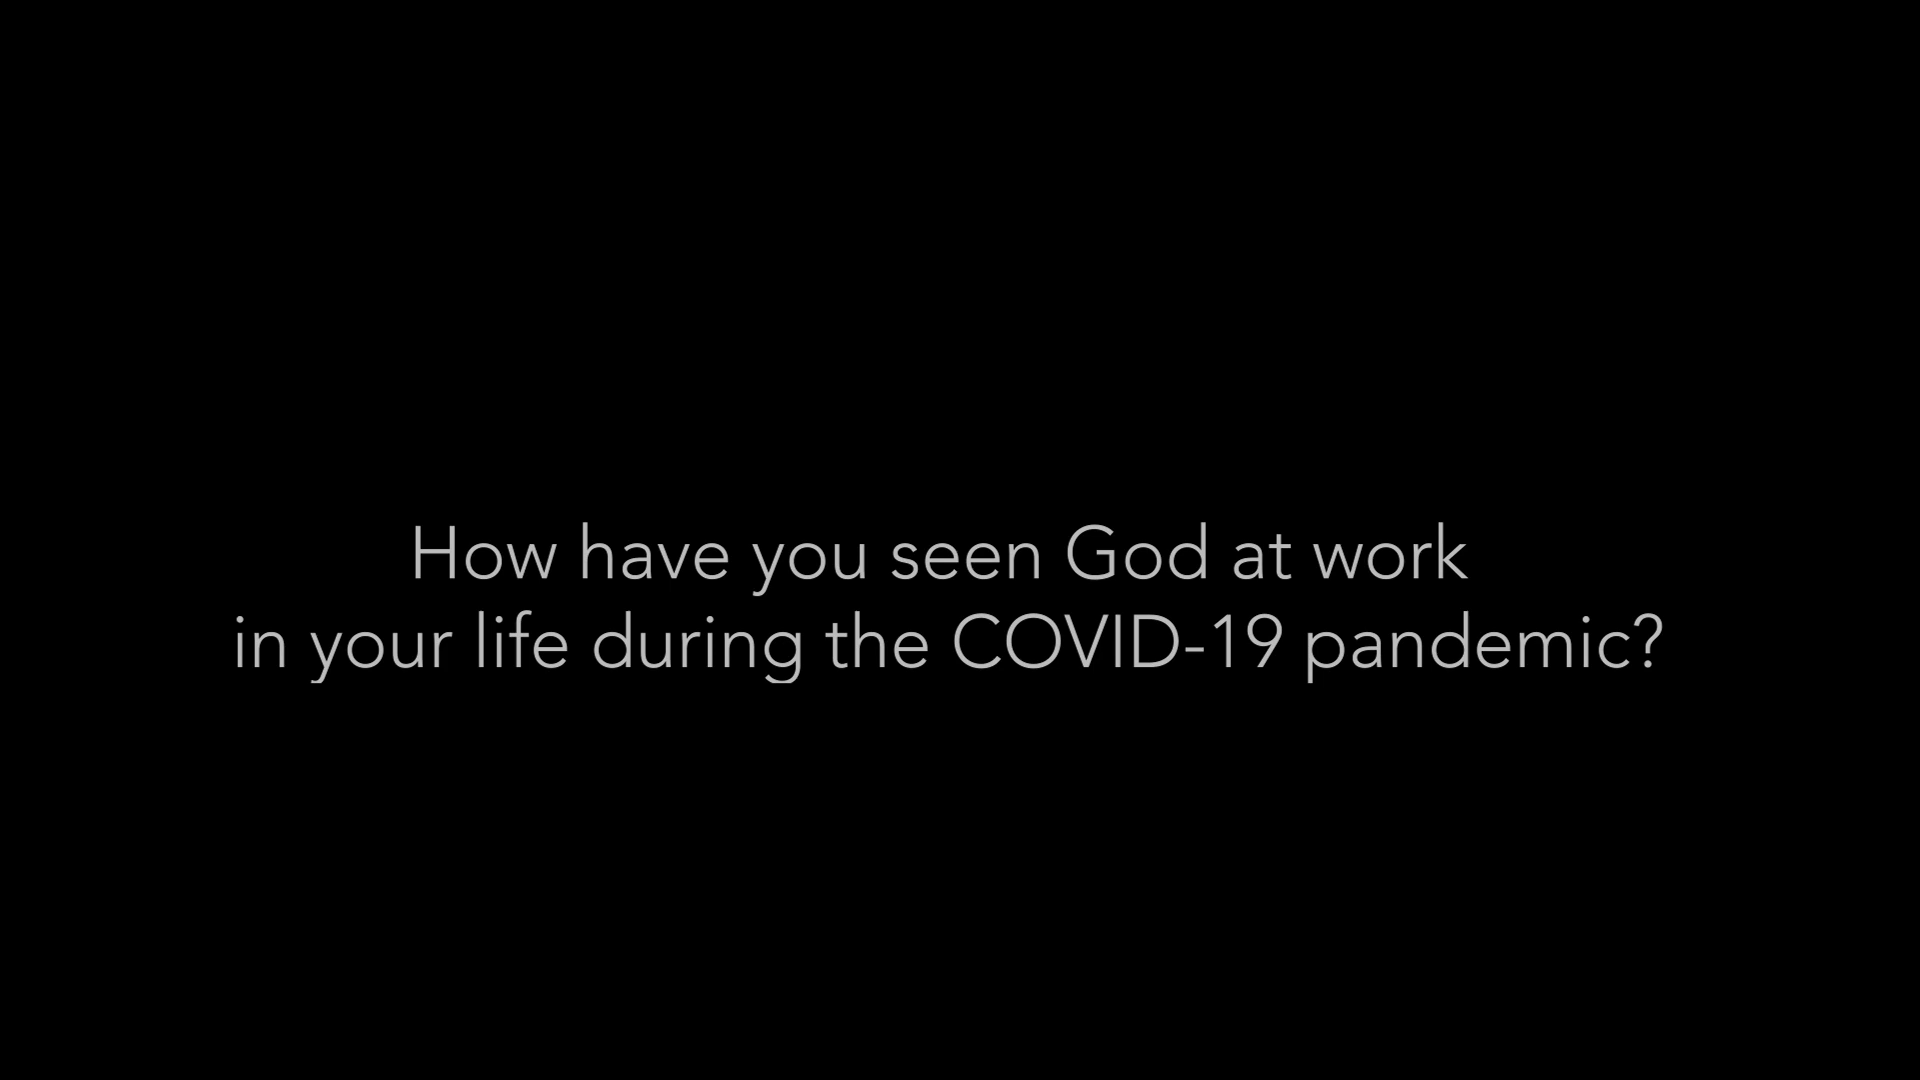 How have you seen God at work
in your life during the COVID-19 pandemic?